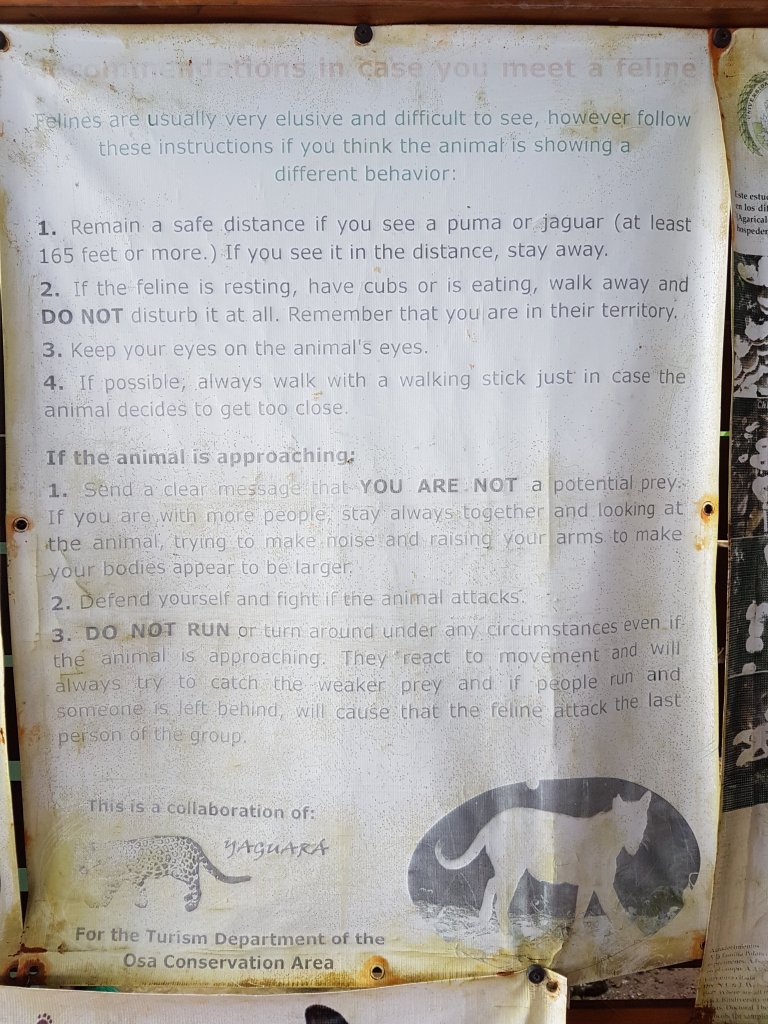 Recommendations in case you meet a feline
Felines are usually very elusive and difficult to see, however follow
these instructions if you think the animal is showing a
different behavior:
1. Remain a safe distance if you see a puma or jaguar (at least
165 feet or more.) If you see it in the distance, stay away.
2. If the feline is resting, have cubs or is eating, walk away and
DO NOT disturb it at all. Remember that you are in their territory.
3. Keep your eyes on the animal's eyes.
4. If possible, always walk with a walking stick just in case the
animal decides to get too close.
If the animal is approaching:
1. Send a clear message that YOU ARE NOT a potential prey.
If you are with more people, stay always together and looking at
the animal, trying to make noise and raising your arms to make
your bodies appear to be larger.
2. Defend yourself and fight if the animal attacks.
3. DO NOT RUN or turn around under any circumstances even if
the animal is approaching. They react to movement and will
always try to catch the weaker prey and if people run and
someone is left behind, will cause that the feline attack the last
person of the group.
This is a collaboration of:
YAGUARA
For the Turism Department of the
Osa Conservation Area
Este estu
en los dif